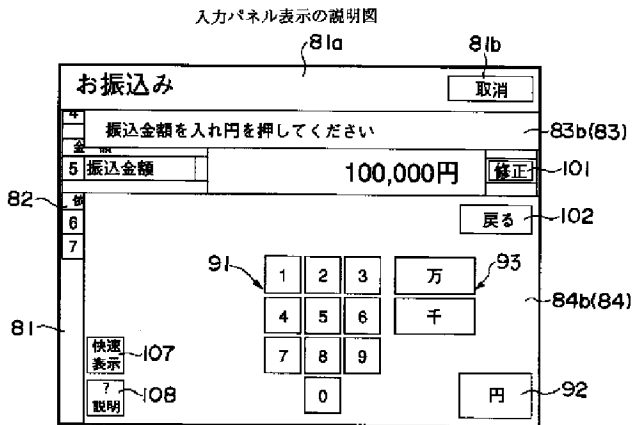 入力パネル表示の説明図
81a
81b
お振込み
取消
4
振込金額を入れ円を押してください
83b(83)
金 額
5 振込金額
100,000円
修正
101
82
依
6
戻る
102
7
91
93
1 2 3 万
84b(84)
4 5 6 千
81
快速
表示
107
7 8 9
?
説明
108
0
円
92